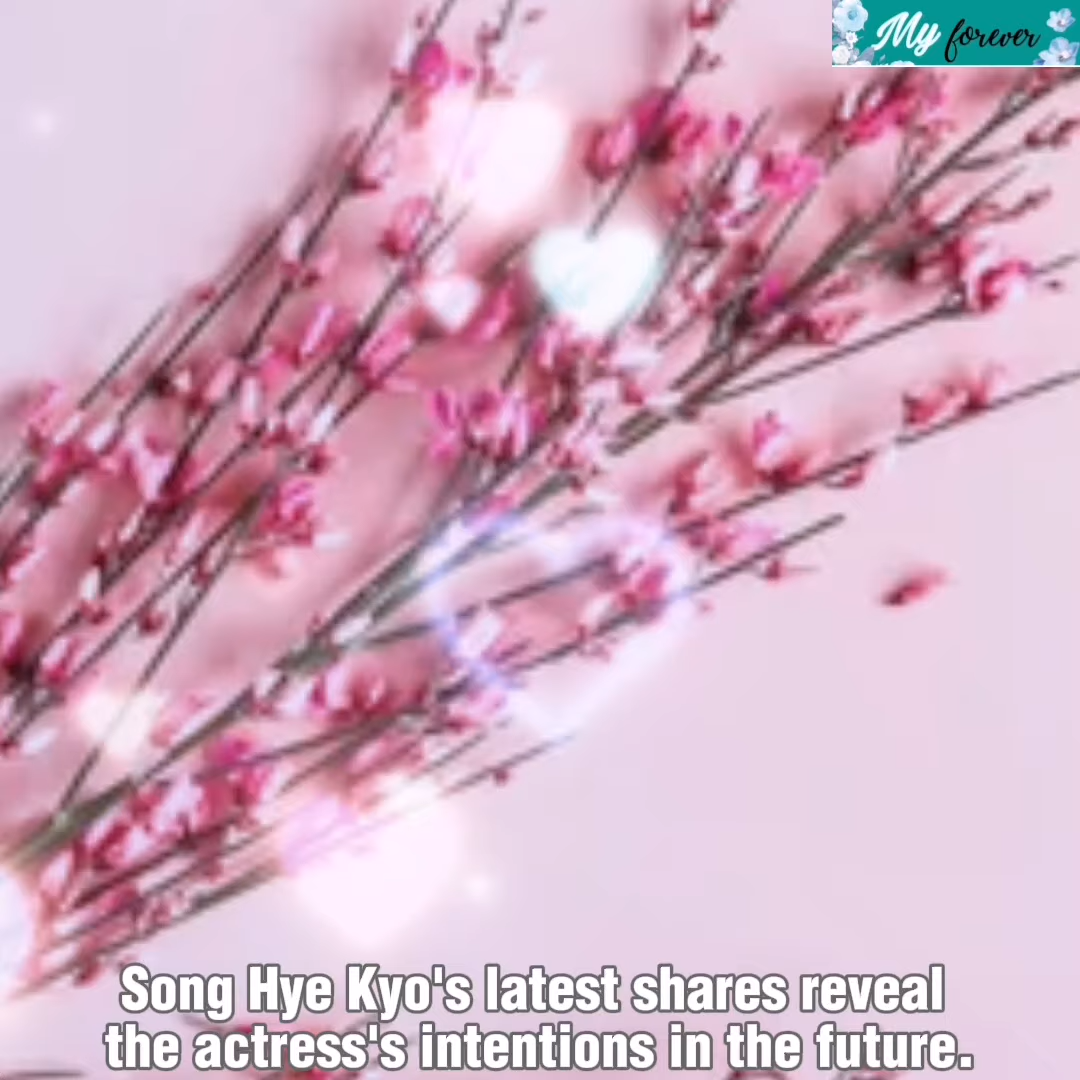 My forever
Song Hye Kyo's latest shares reveal
the actress's intentions in the future.